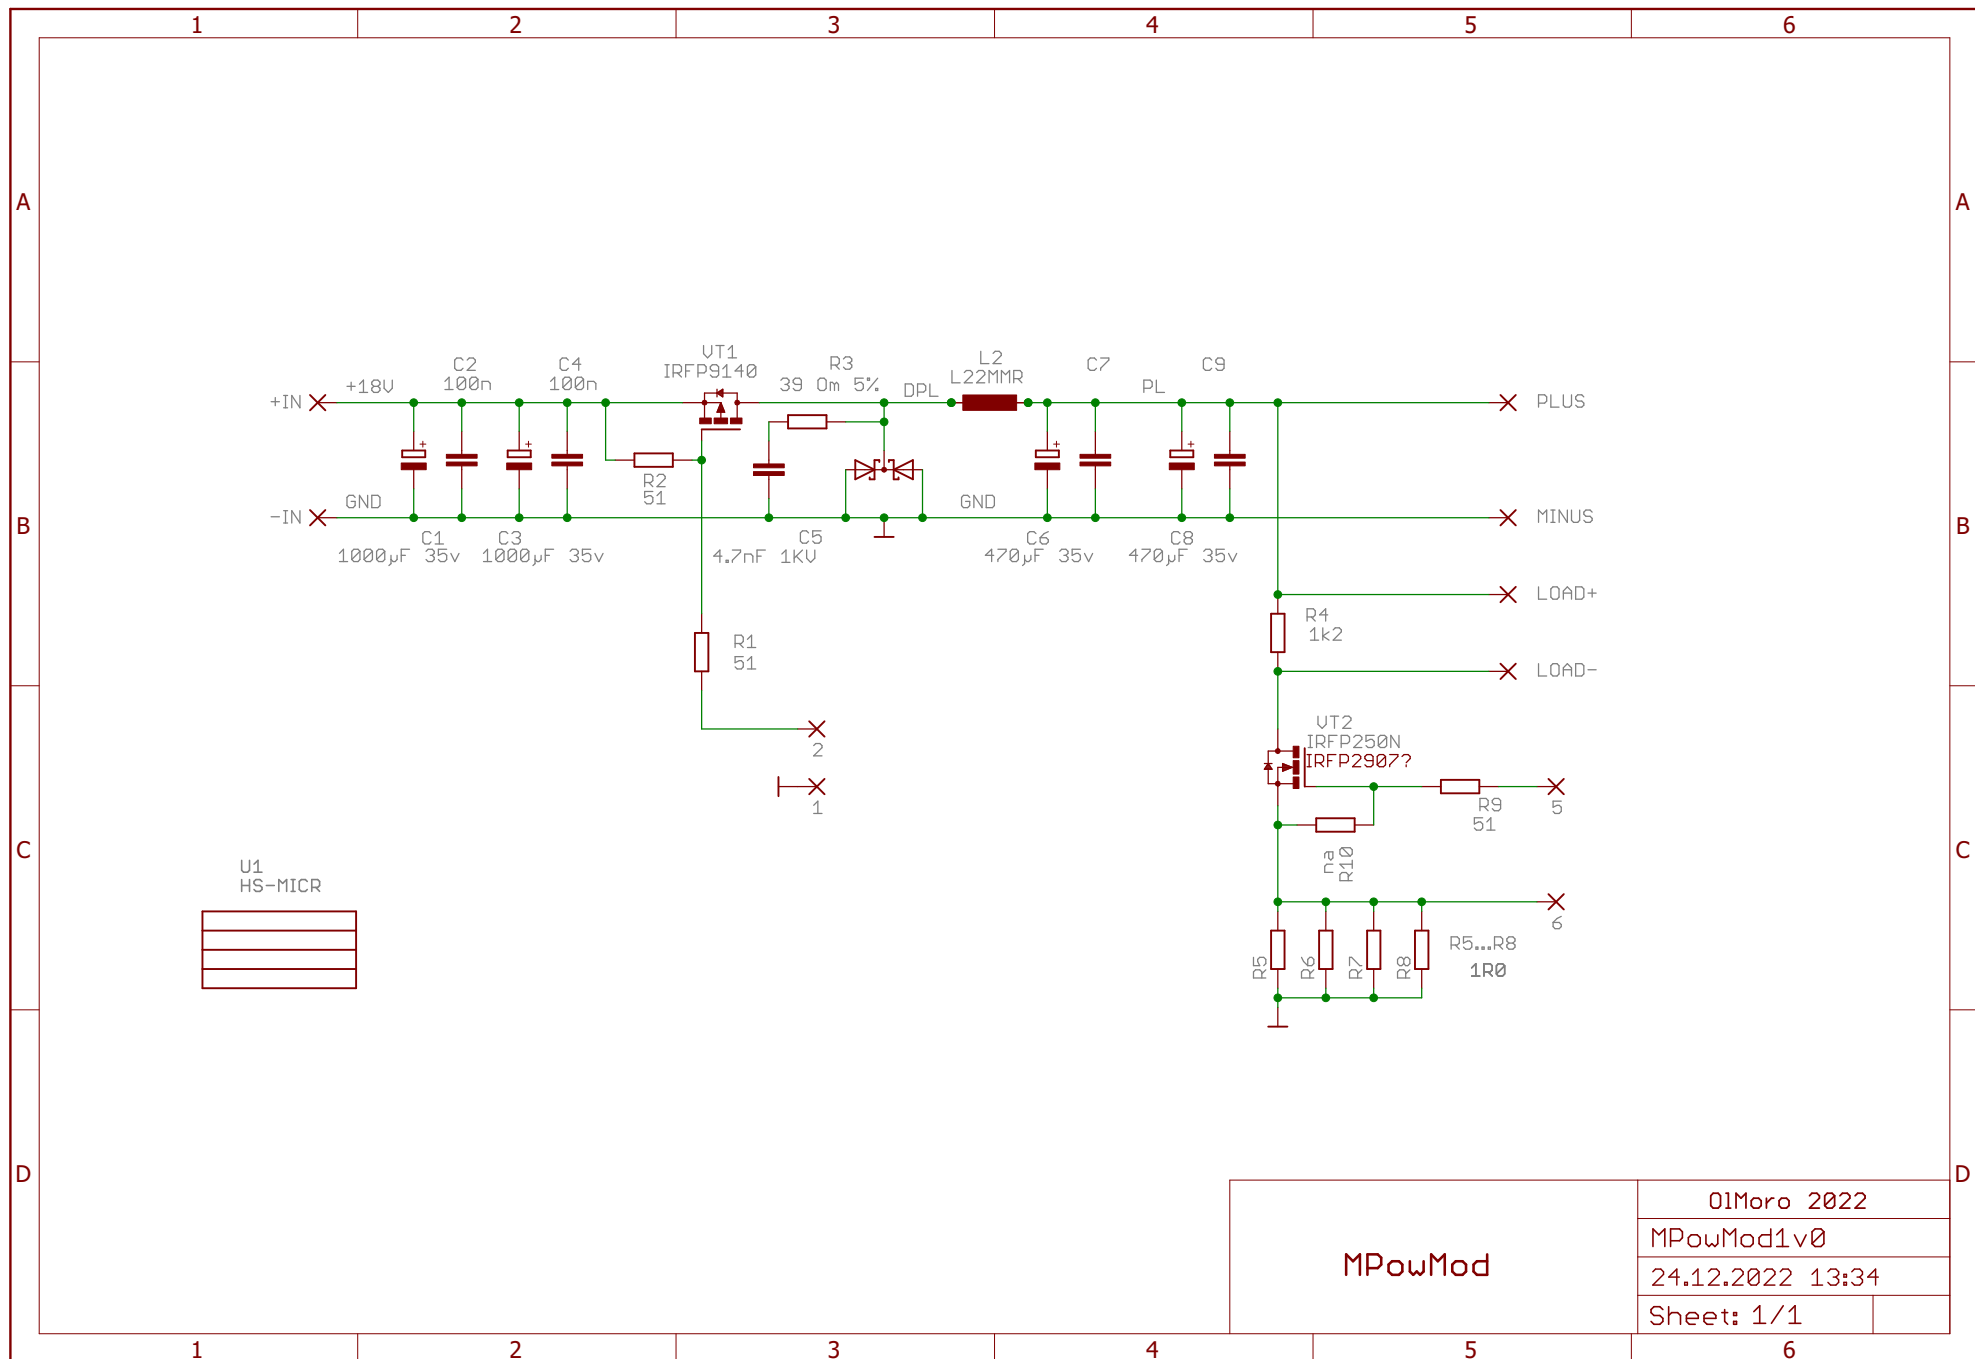 1 2 3 4 5 6
A A
VT1
IRFP9140
C2
100n
C4
100n
R3
39 Om 5%
L2
L22MMR
C7
C9
+18V
DPL
PL
+IN
PLUS
+
+
+
+
R2
51
GND
GND
-IN
MINUS
B B
C1
1000µF 35v
C3
1000µF 35v
C5
4.7nF 1KV
C6
470µF 35v
C8
470µF 35v
LOAD+
R4
1k2
R1
51
LOAD-
VT2
IRFP250N
IRFP2907?
2
1
R9
51
5
na
R10
C C
U1
HS-MICR
6
R5
R6
R7
R8
R5...R8
1R0
D D
MPowMod
OlMoro 2022
MPowMod1v0
24.12.2022 13:34
Sheet: 1/1
1 2 3 4 5 6